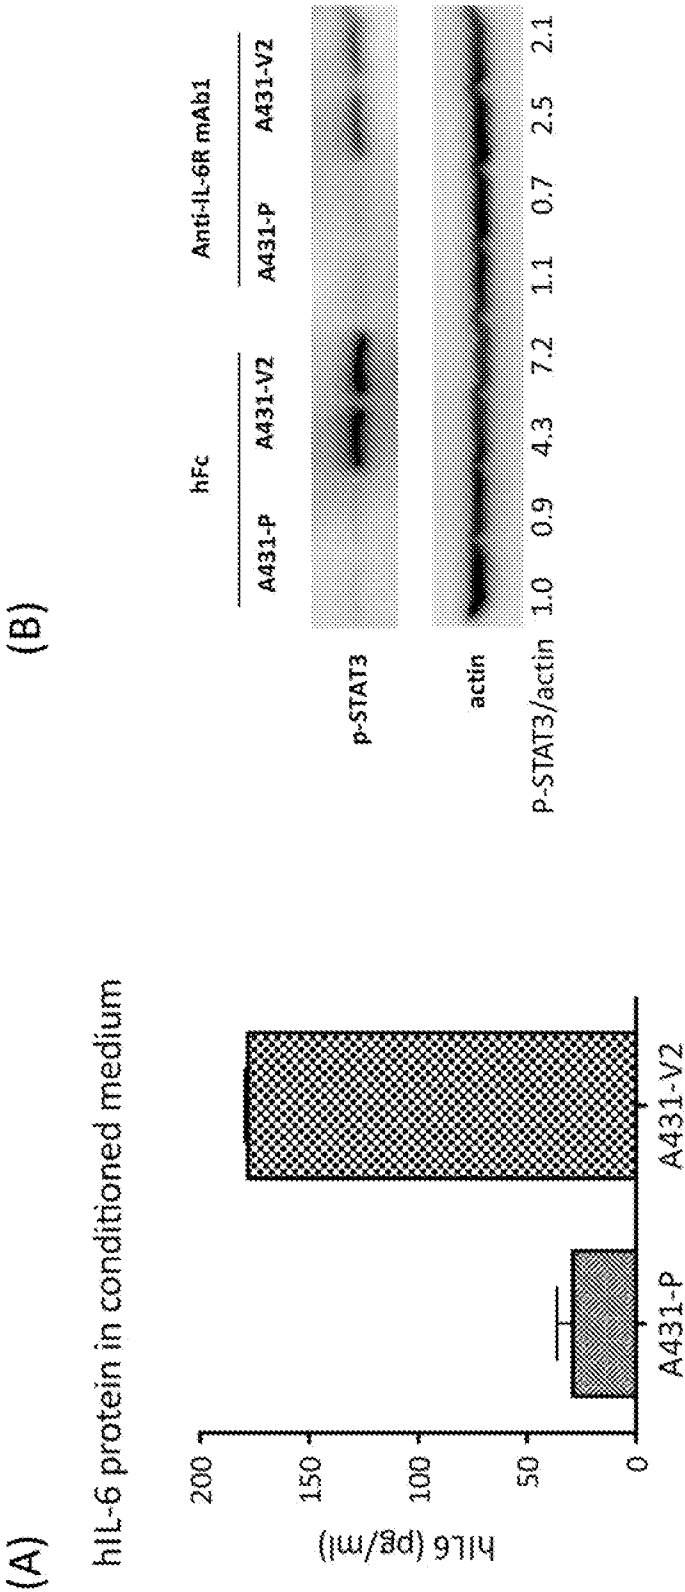 (A)
hIL-6 protein in conditioned medium
hIL6 (pg/ml)
200
150
100
50
0
A431-P A431-V2
(B)
hFc Anti-IL-6R mAb1
A431-P A431-V2 A431-P A431-V2
p-STAT3
actin
P-STAT3/actin 1.0 0.9 4.3 7.2 1.1 0.7 2.5 2.1